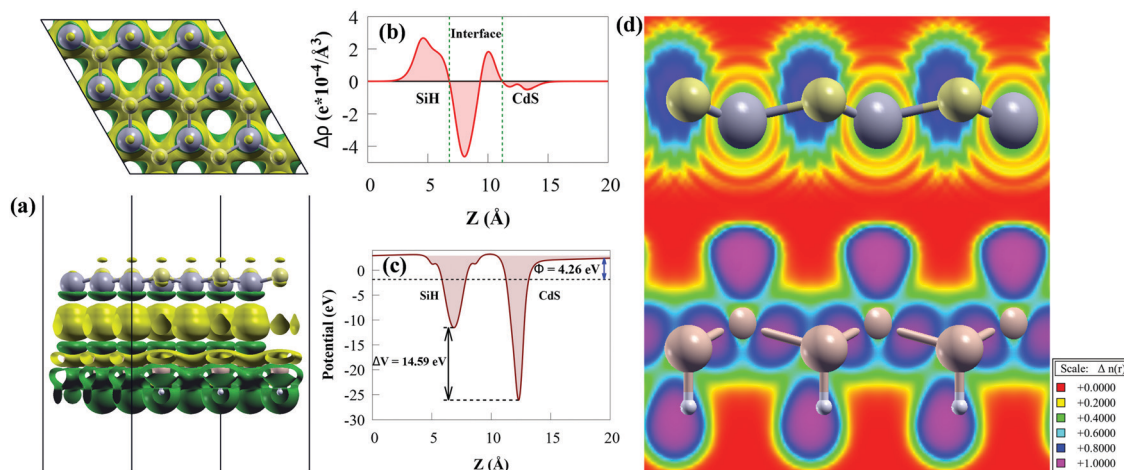 (a)
(b)
Interface
SiH
CdS
Δρ (e*10⁻⁴/Å³)
4
2
0
-2
-4
0
5
10
15
20
Z (Å)
(c)
Φ = 4.26 eV
SiH
CdS
ΔV = 14.59 eV
Potential (eV)
0
-5
-10
-15
-20
-25
-30
0
5
10
15
20
Z (Å)
(d)
Scale: Δ n(r)
+0.0000
+0.2000
+0.4000
+0.6000
+0.8000
+1.0000